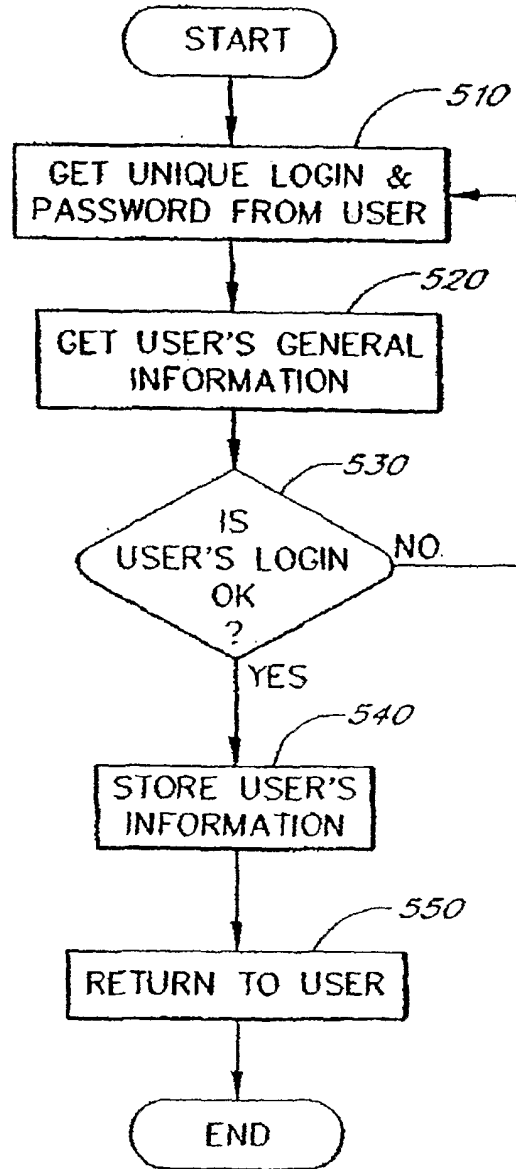 START
510
GET UNIQUE LOGIN &
PASSWORD FROM USER
520
GET USER'S GENERAL
INFORMATION
530
IS
USER'S LOGIN
OK
?
NO
YES
540
STORE USER'S
INFORMATION
550
RETURN TO USER
END